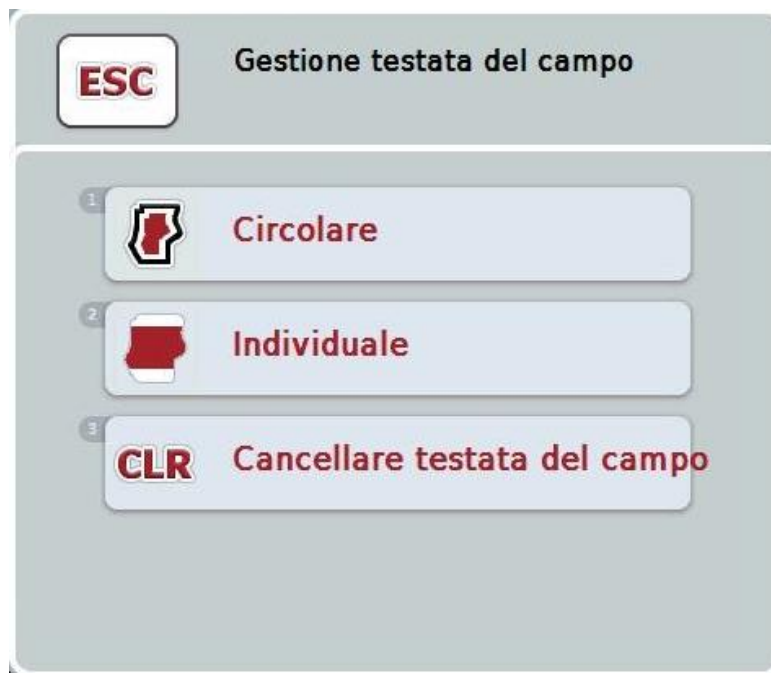 ESC
Gestione testata del campo
1
Circolare
2
Individuale
3
CLR
Cancellare testata del campo